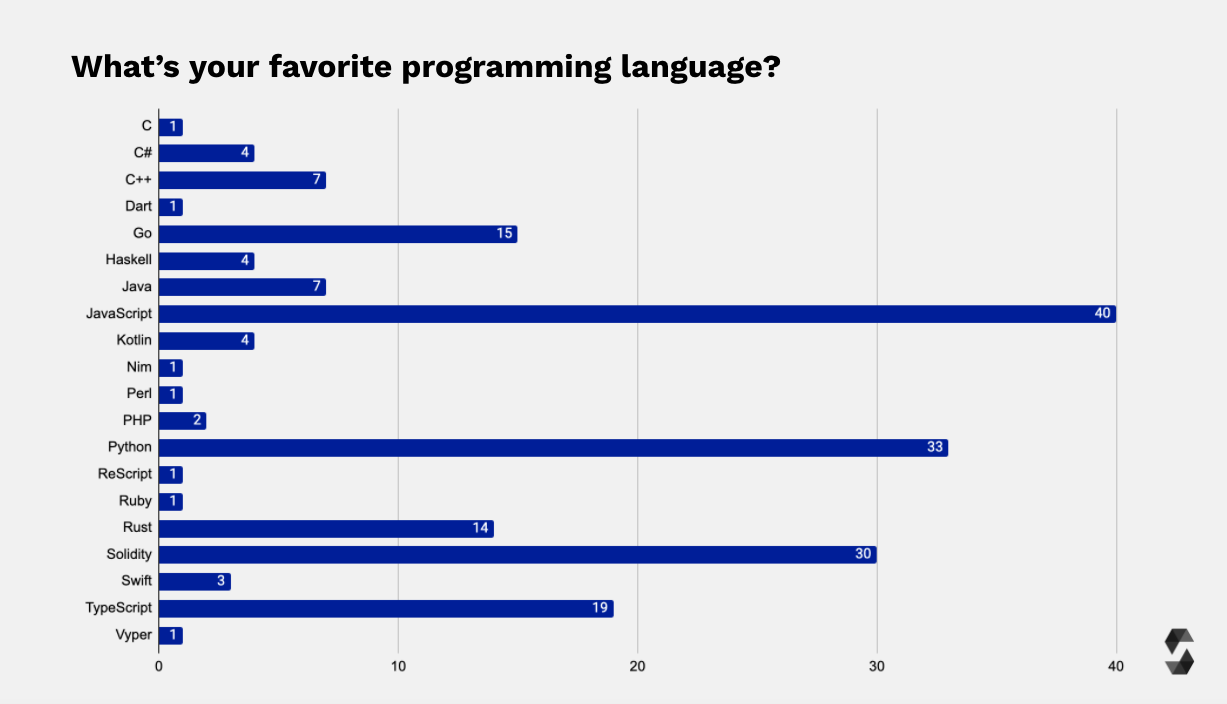 What’s your favorite programming language?
C 1
C# 4
C++ 7
Dart 1
Go 15
Haskell 4
Java 7
JavaScript 40
Kotlin 4
Nim 1
Perl 1
PHP 2
Python 33
ReScript 1
Ruby 1
Rust 14
Solidity 30
Swift 3
TypeScript 19
Vyper 1
0 10 20 30 40